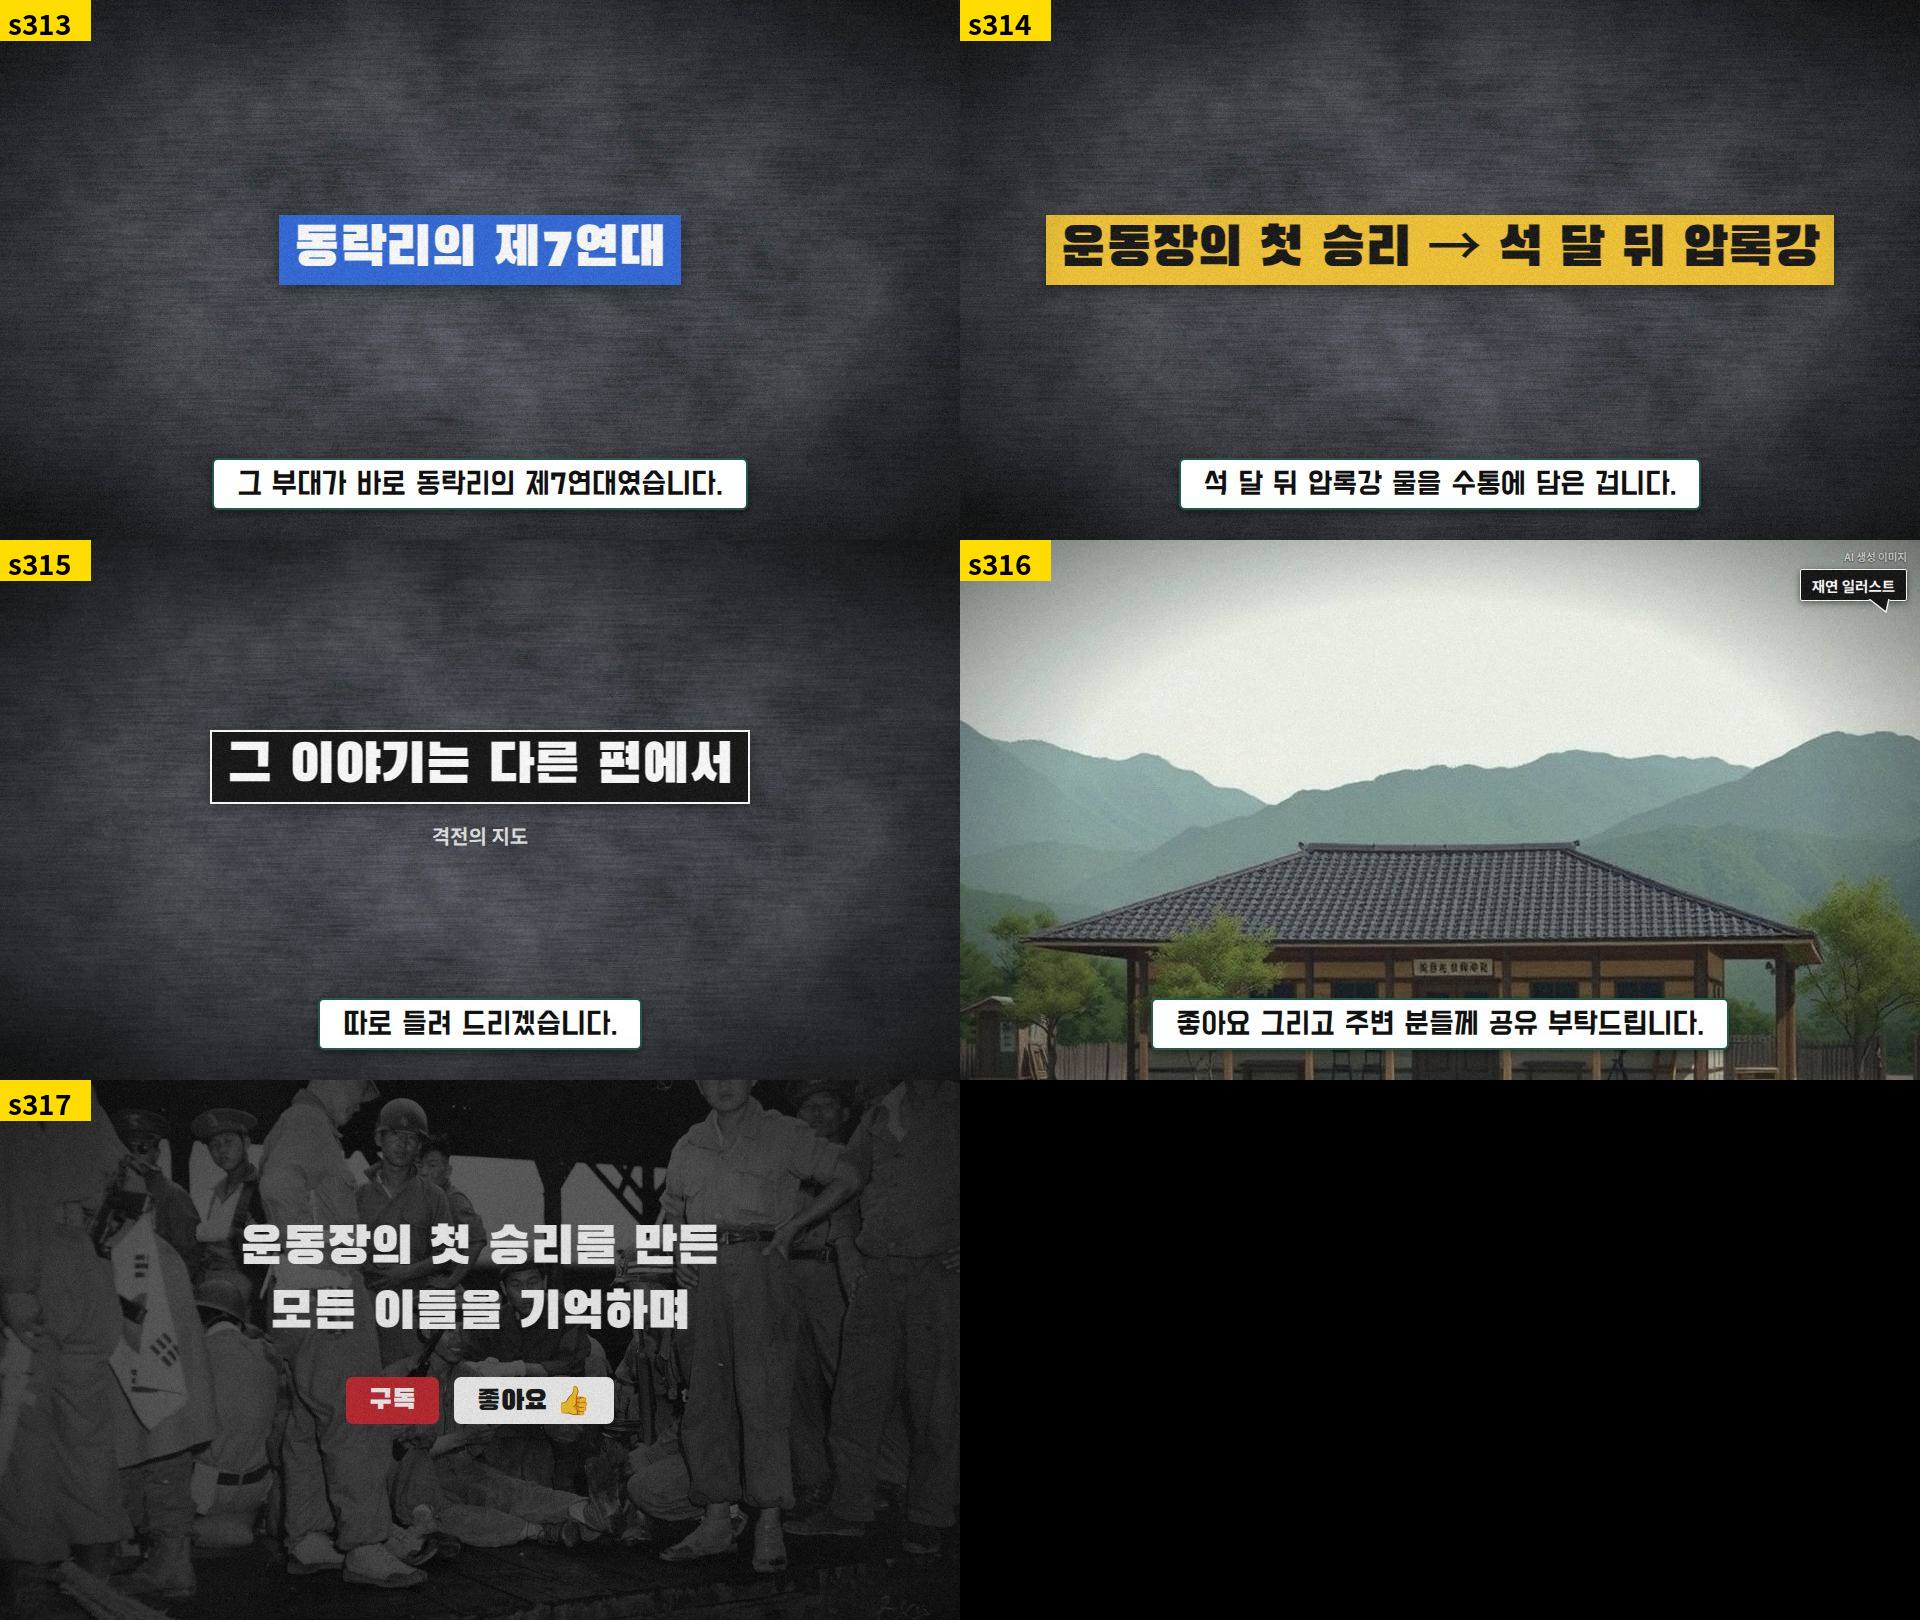 s313
동락리의 제7연대
그 부대가 바로 동락리의 제7연대였습니다.
s314
운동장의 첫 승리 → 석 달 뒤 압록강
석 달 뒤 압록강 물을 수통에 담은 겁니다.
s315
그 이야기는 다른 편에서
격전의 지도
따로 들려 드리겠습니다.
s316
AI 생성 이미지
재연 일러스트
좋아요 그리고 주변 분들께 공유 부탁드립니다.
s317
운동장의 첫 승리를 만든
모든 이들을 기억하며
구독
좋아요 👍